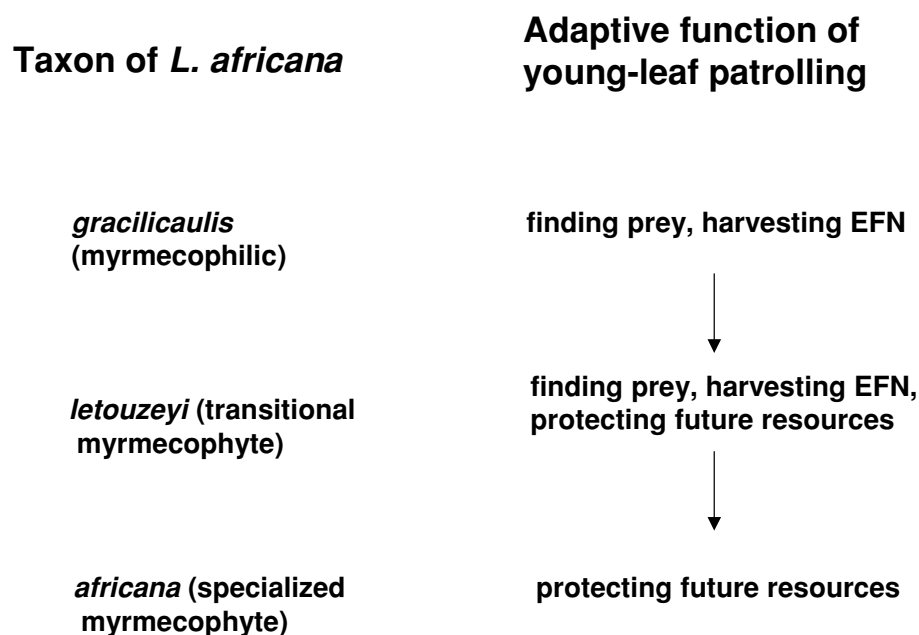 Taxon of L. africana
Adaptive function of
young-leaf patrolling
gracilicaulis
(myrmecophilic)
finding prey, harvesting EFN
letouzeyi (transitional
myrmecophyte)
finding prey, harvesting EFN,
protecting future resources
africana (specialized
myrmecophyte)
protecting future resources